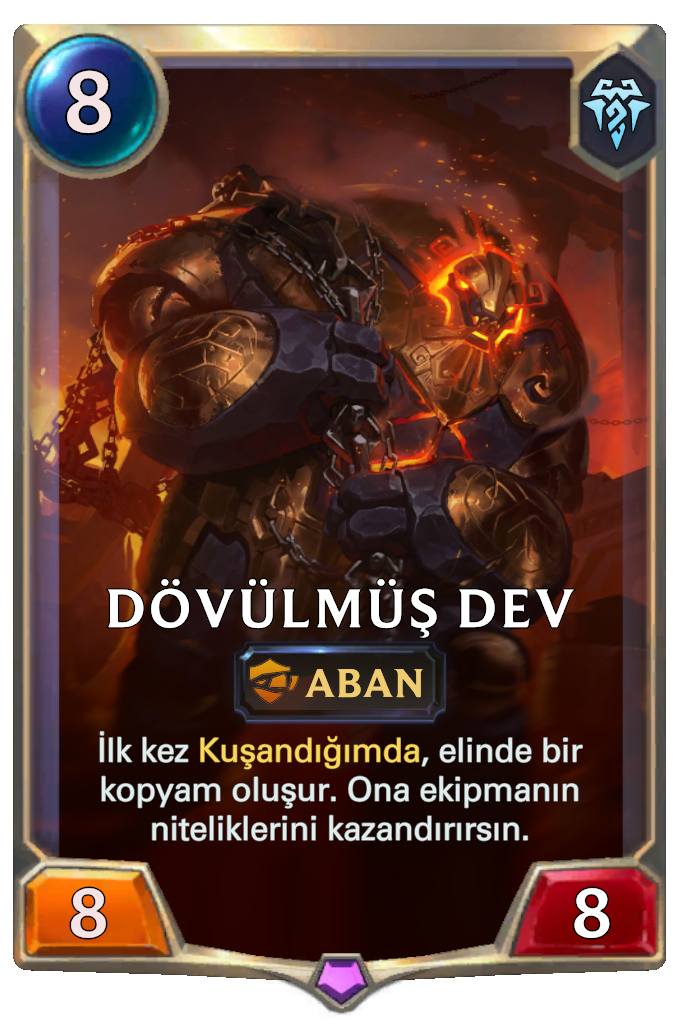 8
DÖVÜLMÜŞ DEV
ABAN
İlk kez Kuşandığımda, elinde bir
kopyam oluşur. Ona ekipmanın
niteliklerini kazandırırsın.
8
8